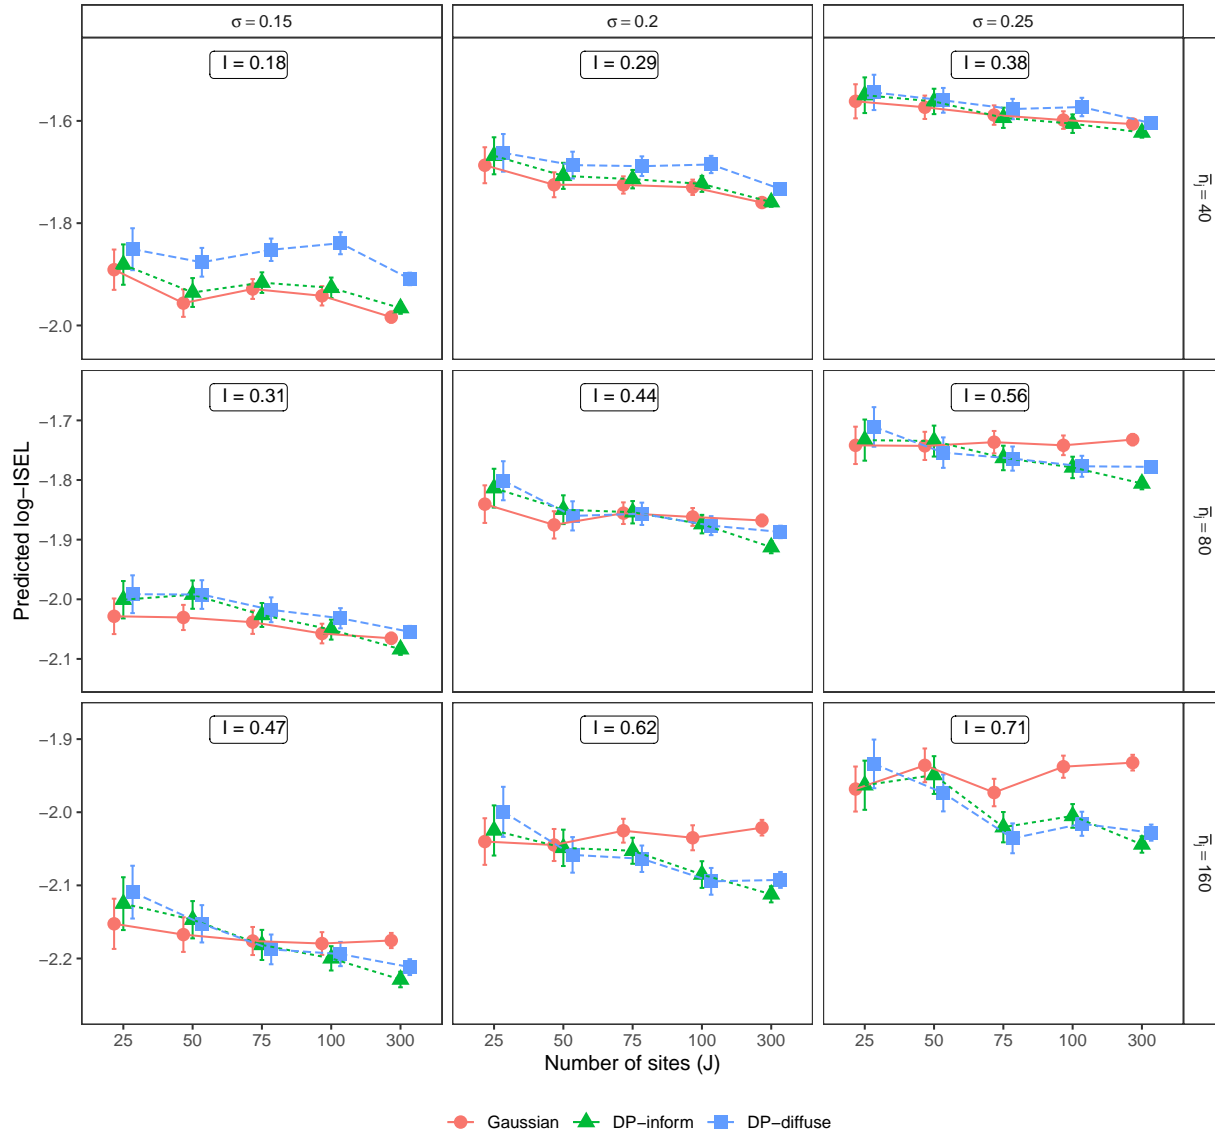 σ = 0.15
σ = 0.2
σ = 0.25
I = 0.18
I = 0.29
I = 0.38
−1.6
−1.8
−2.0
n̄j = 40
I = 0.31
I = 0.44
I = 0.56
−1.7
−1.8
−1.9
−2.0
−2.1
n̄j = 80
I = 0.47
I = 0.62
I = 0.71
−1.9
−2.0
−2.1
−2.2
n̄j = 160
Predicted log−ISEL
25 50 75 100 300
25 50 75 100 300
25 50 75 100 300
Number of sites (J)
Gaussian DP−inform DP−diffuse